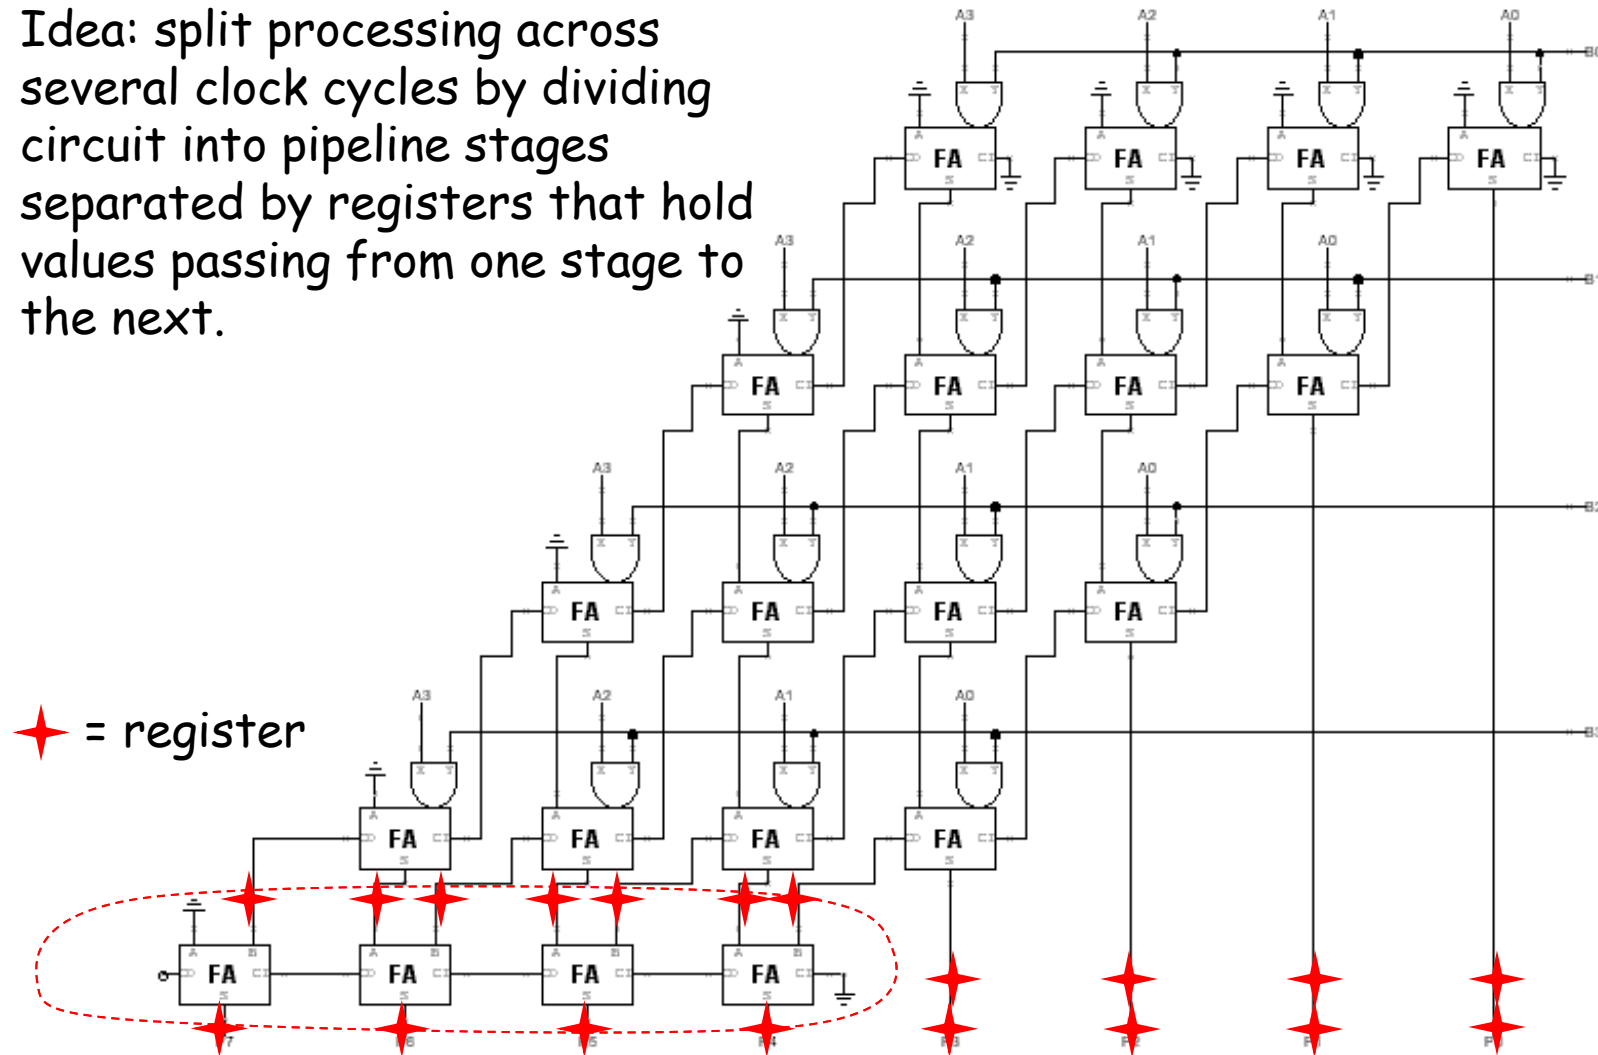 Idea: split processing across
several clock cycles by dividing
circuit into pipeline stages
separated by registers that hold
values passing from one stage to
the next.
A3 A2 A1 A0
FA FA FA FA
A3 A2 A1 A0
FA FA FA FA
A3 A2 A1 A0
FA FA FA FA
= register
A3 A2 A1 A0
FA FA FA FA
FA FA FA FA